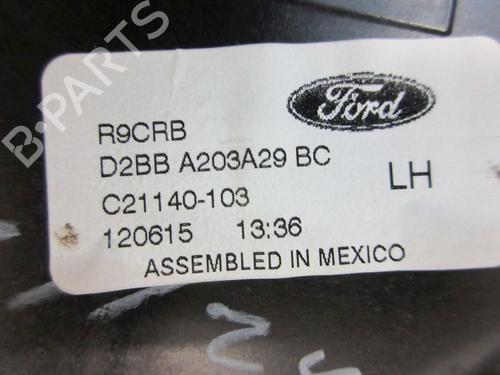 B-PARTS
Ford
R9CRB
D2BB A203A29 BC
LH
C21140-103
120615 13:36
ASSEMBLED IN MEXICO